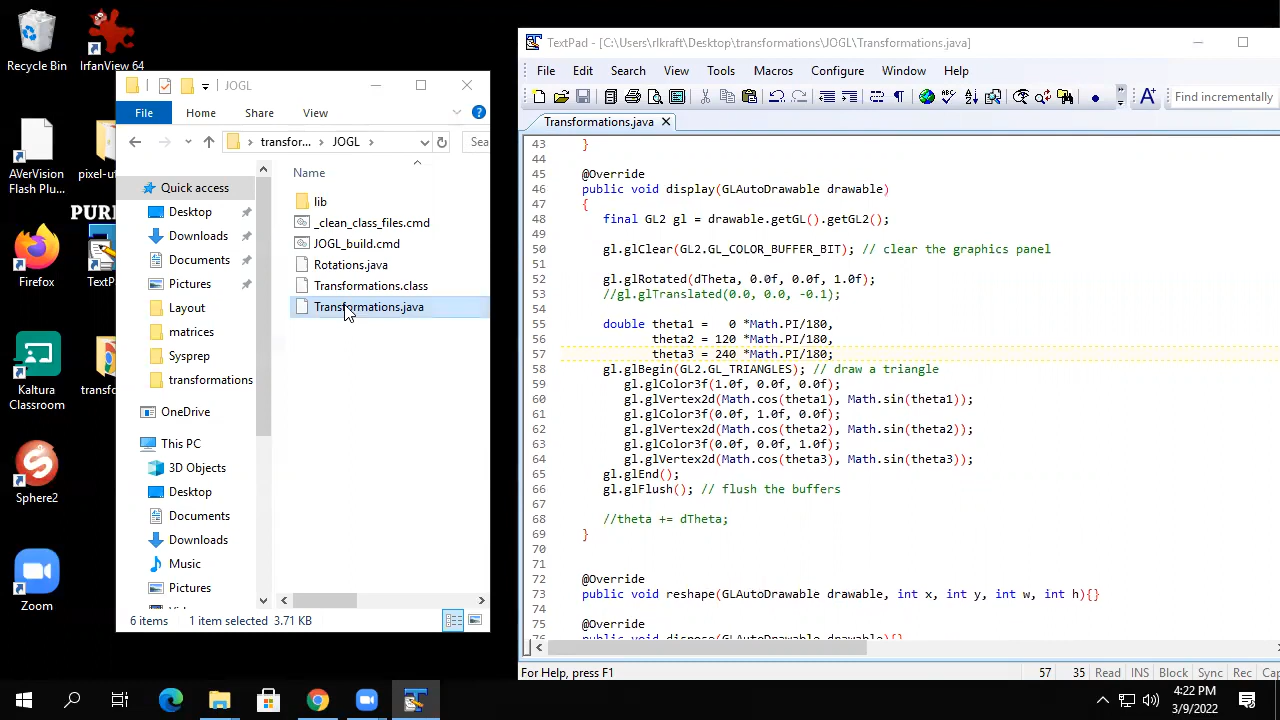 Recycle Bin
IrfanView 64
AVerVision
Flash Plu...
pixel-ut
PURI
Firefox
TextP
Kaltura
Classroom
transfo
Sphere2
Zoom
JOGL
File
Home
Share
View
transfor...
JOGL
Sea
Name
Quick access
Desktop
Downloads
Documents
Pictures
Layout
matrices
Sysprep
transformations
OneDrive
This PC
3D Objects
Desktop
Documents
Downloads
Music
Pictures
lib
_clean_class_files.cmd
JOGL_build.cmd
Rotations.java
Transformations.class
Transformations.java
6 items 1 item selected 3.71 KB
TextPad - [C:\Users\rlkraft\Desktop\transformations\JOGL\Transformations.java]
File Edit Search View Tools Macros Configure Window Help
Find incrementally
Transformations.java
43 }
44
45 @Override
46 public void display(GLAutoDrawable drawable)
47 {
48 final GL2 gl = drawable.getGL().getGL2();
49
50 gl.glClear(GL2.GL_COLOR_BUFFER_BIT); // clear the graphics panel
51
52 gl.glRotated(dTheta, 0.0f, 0.0f, 1.0f);
53 //gl.glTranslated(0.0, 0.0, -0.1);
54
55 double theta1 = 0 *Math.PI/180,
56 theta2 = 120 *Math.PI/180,
57 theta3 = 240 *Math.PI/180;
58 gl.glBegin(GL2.GL_TRIANGLES); // draw a triangle
59 gl.glColor3f(1.0f, 0.0f, 0.0f);
60 gl.glVertex2d(Math.cos(theta1), Math.sin(theta1));
61 gl.glColor3f(0.0f, 1.0f, 0.0f);
62 gl.glVertex2d(Math.cos(theta2), Math.sin(theta2));
63 gl.glColor3f(0.0f, 0.0f, 1.0f);
64 gl.glVertex2d(Math.cos(theta3), Math.sin(theta3));
65 gl.glEnd();
66 gl.glFlush(); // flush the buffers
67
68 //theta += dTheta;
69 }
70
71
72 @Override
73 public void reshape(GLAutoDrawable drawable, int x, int y, int w, int h){}
74
75 @Override
76 public void dispose(GLAutoDrawable drawable){}
For Help, press F1
57 35 Read INS Block Sync Rec Cap
4:22 PM
3/9/2022